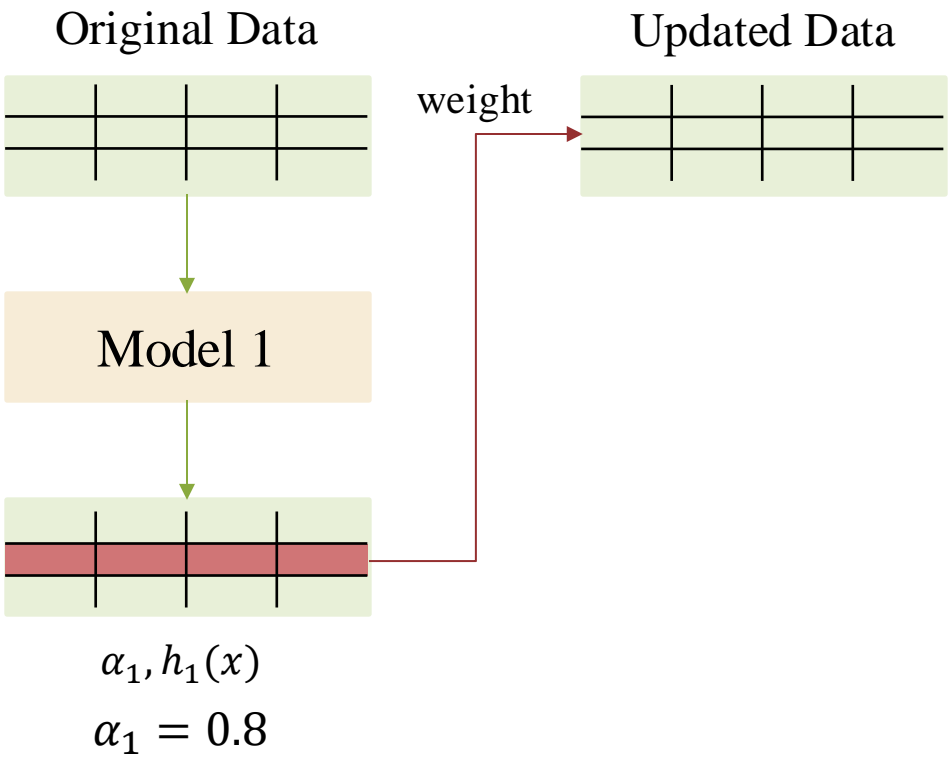 Original Data
Updated Data
weight
Model 1
α₁, h₁(x)
α₁ = 0.8